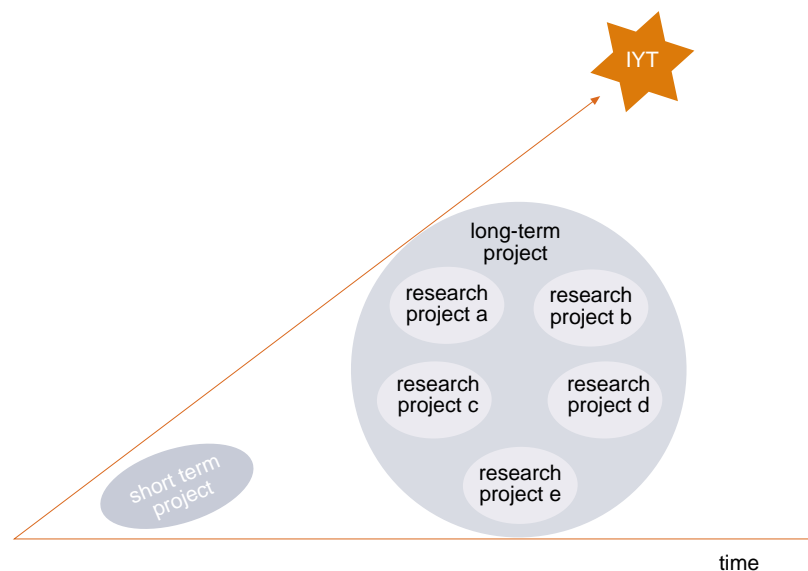 IYT
long-term
project
research
project a
research
project b
research
project c
research
project d
short term
project
research
project e
time